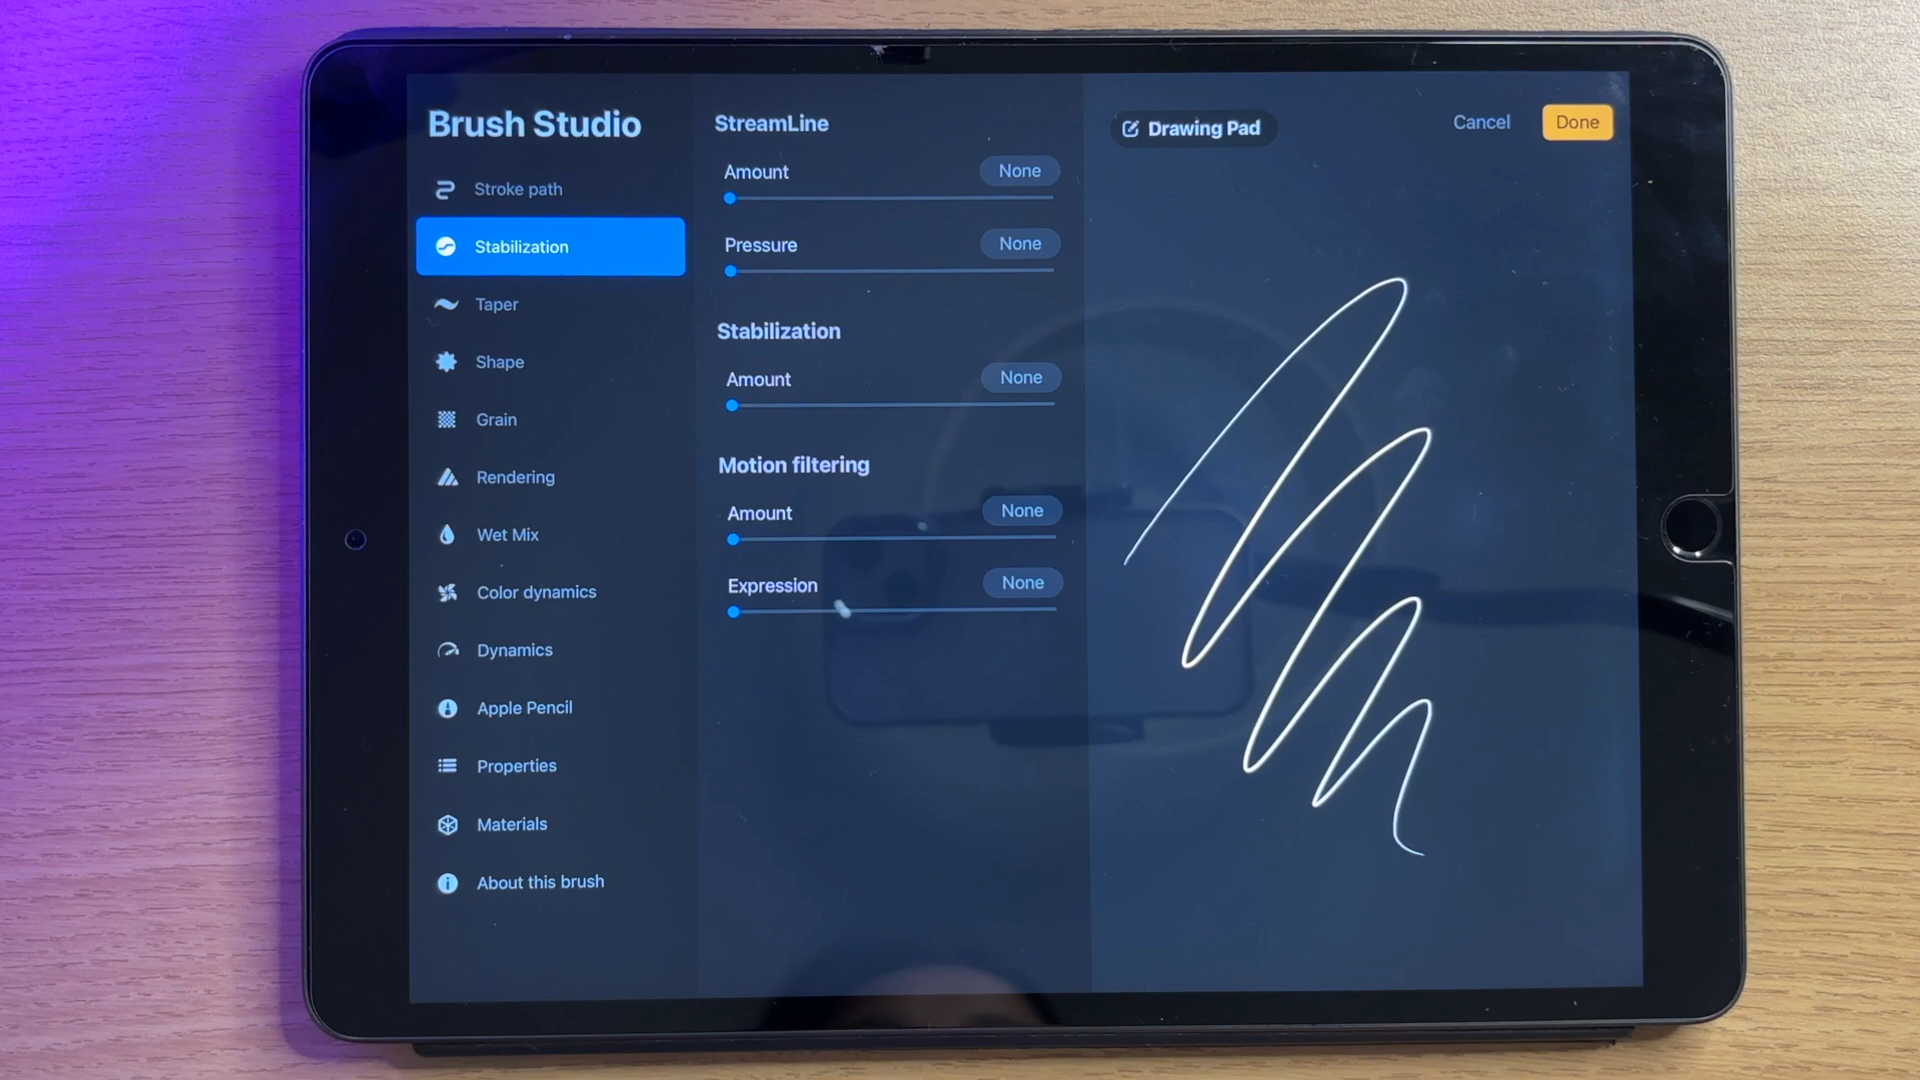 Brush Studio
Stroke path
Stabilization
Taper
Shape
Grain
Rendering
Wet Mix
Color dynamics
Dynamics
Apple Pencil
Properties
Materials
About this brush
StreamLine
Amount None
Pressure None
Stabilization
Amount None
Motion filtering
Amount None
Expression None
Drawing Pad
Cancel
Done